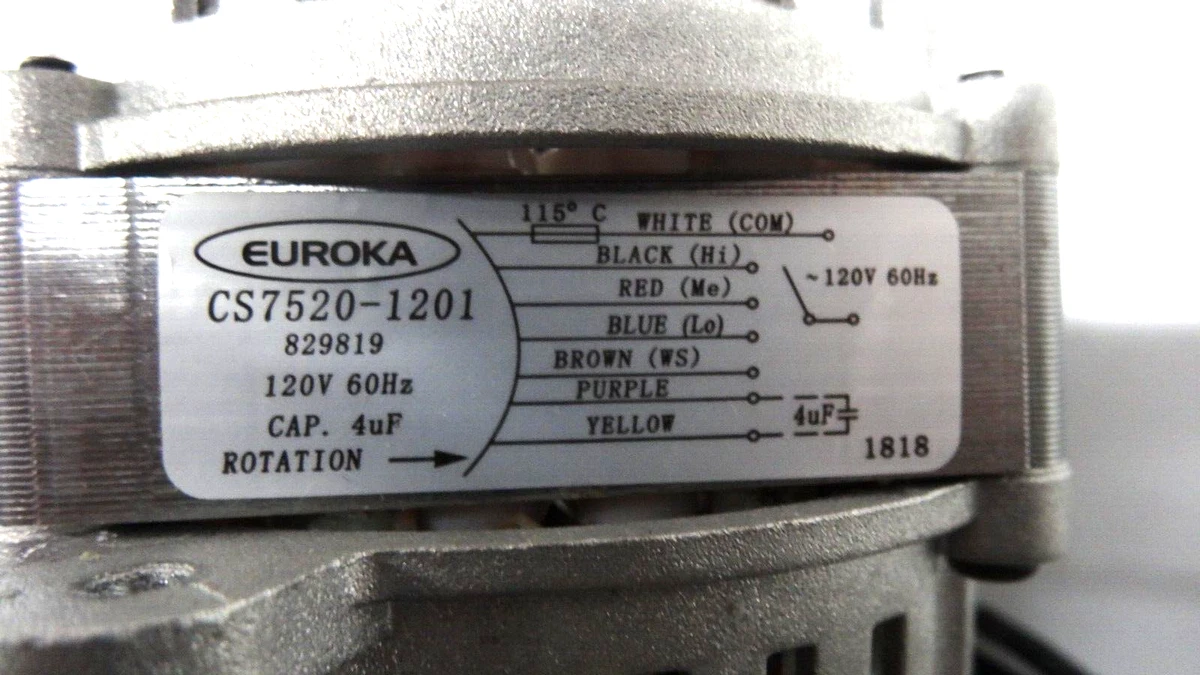 EUROKA
CS7520-1201
829819
120V 60Hz
CAP. 4uF
ROTATION
115° C WHITE (COM)
BLACK (Hi)
RED (Me)
BLUE (Lo)
BROWN (WS)
PURPLE
YELLOW
~120V 60Hz
4uF
1818